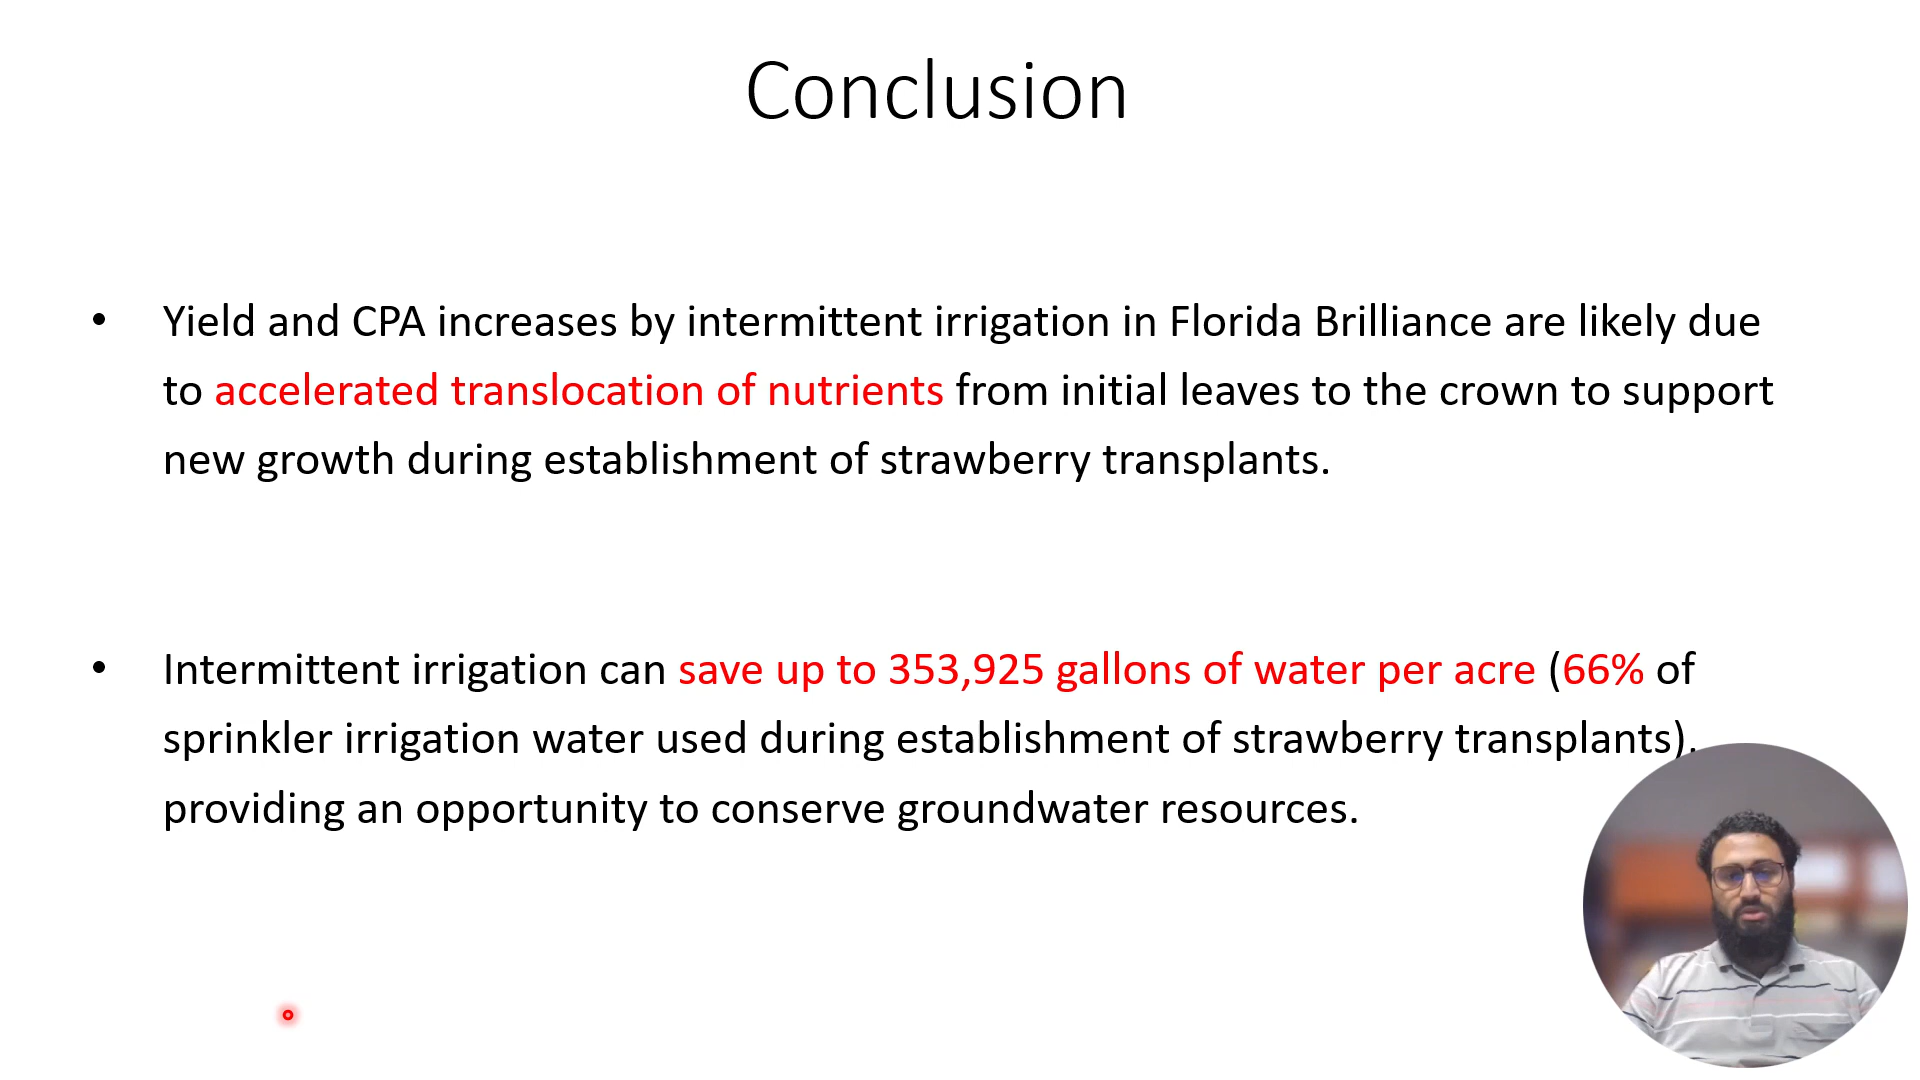 Conclusion
• Yield and CPA increases by intermittent irrigation in Florida Brilliance are likely due
to accelerated translocation of nutrients from initial leaves to the crown to support
new growth during establishment of strawberry transplants.
• Intermittent irrigation can save up to 353,925 gallons of water per acre (66% of
sprinkler irrigation water used during establishment of strawberry transplants),
providing an opportunity to conserve groundwater resources.